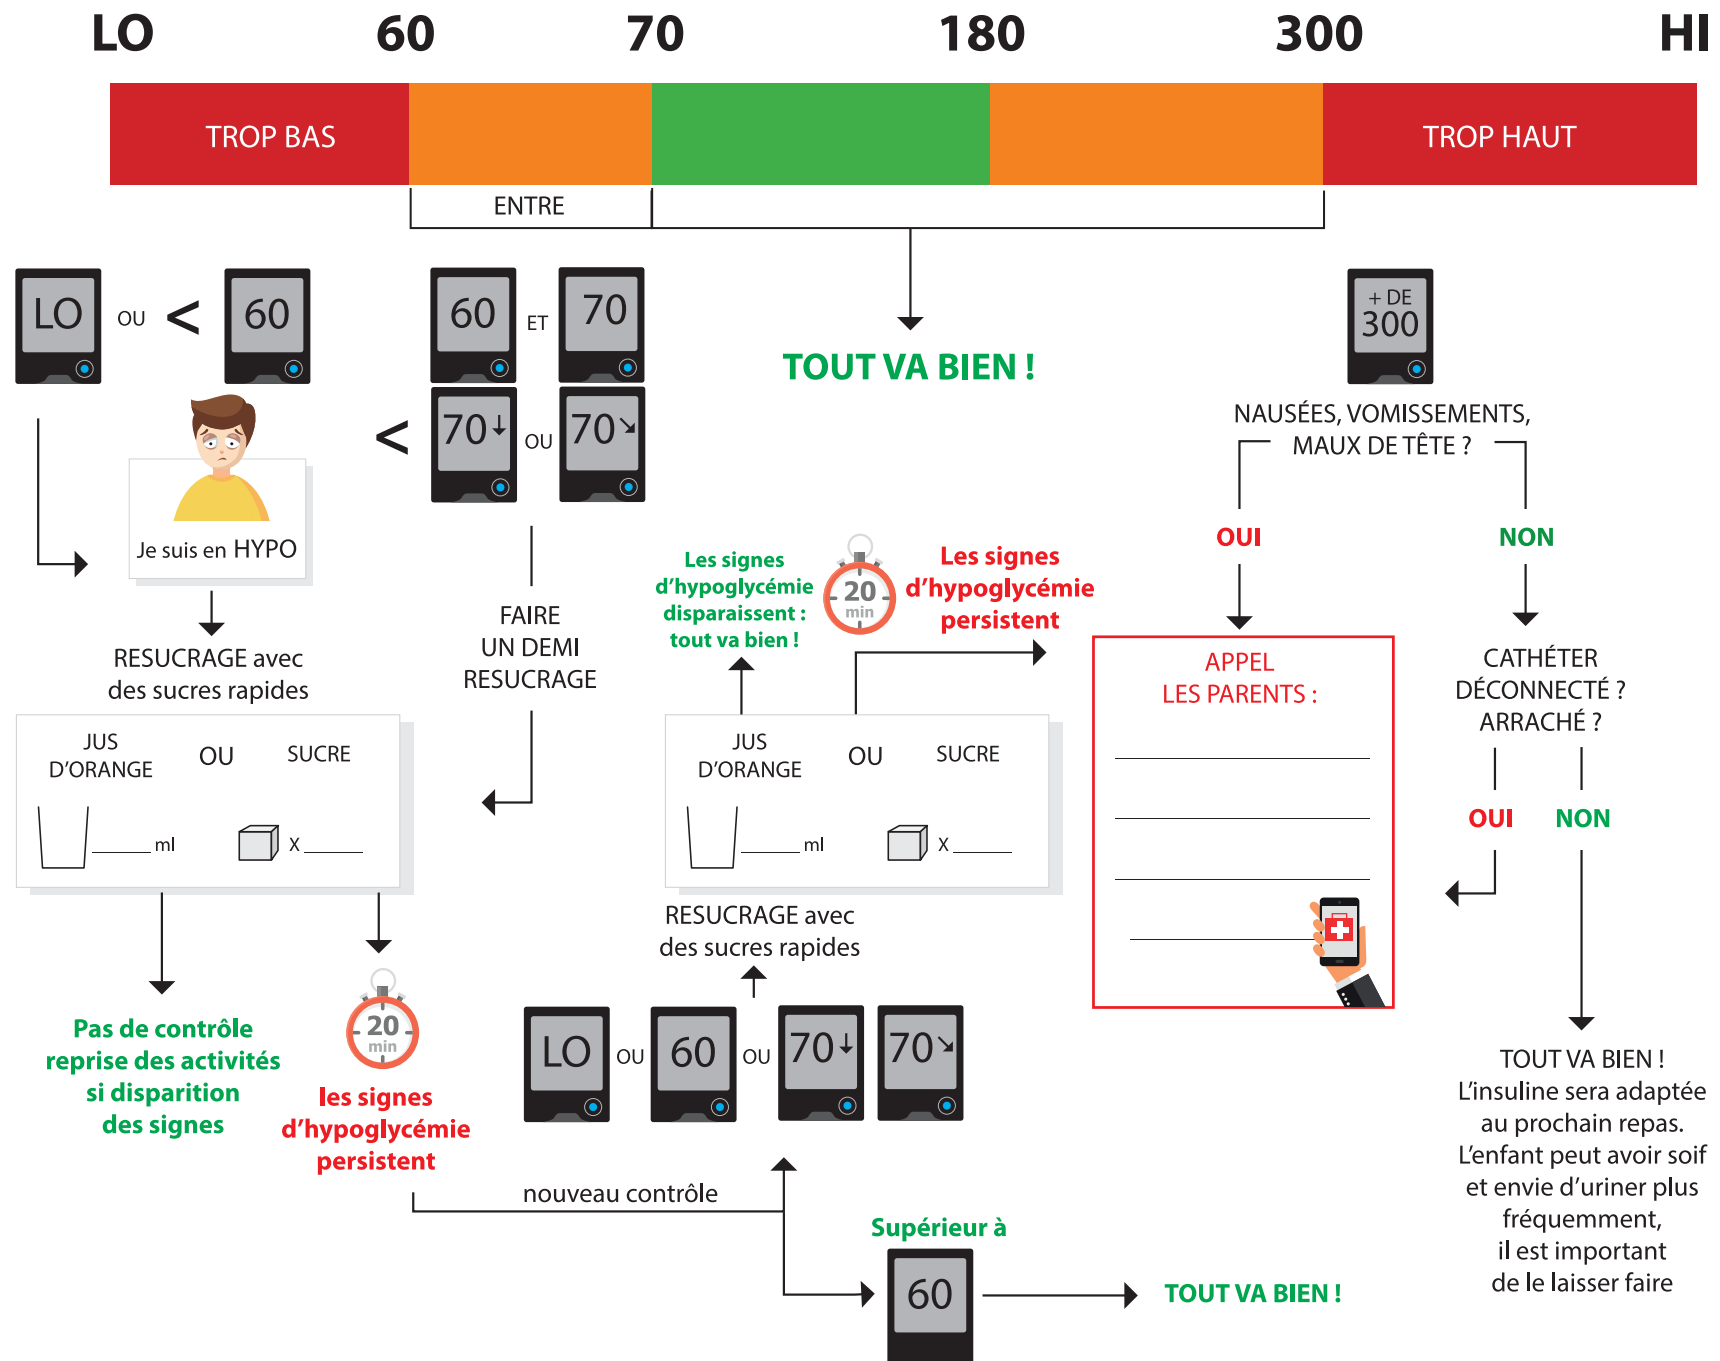 LO 60 70 180 300 HI
TROP BAS
TROP HAUT
ENTRE
LO
OU
<
60
60
ET
70
<
70↓
OU
70↘
TOUT VA BIEN !
+ DE
300
NAUSÉES, VOMISSEMENTS,
MAUX DE TÊTE ?
OUI
NON
Je suis en HYPO
RESUCRAGE avec
des sucres rapides
FAIRE
UN DEMI
RESUCRAGE
JUS
D'ORANGE
OU
SUCRE
____ ml
X ____
Pas de contrôle
reprise des activités
si disparition
des signes
20
min
les signes
d'hypoglycémie
persistent
nouveau contrôle
LO
OU
60
OU
70↓
70↘
RESUCRAGE avec
des sucres rapides
JUS
D'ORANGE
OU
SUCRE
____ ml
X ____
Les signes
d'hypoglycémie
disparaissent :
tout va bien !
20
min
Les signes
d'hypoglycémie
persistent
APPEL
LES PARENTS :
CATHÉTER
DÉCONNECTÉ ?
ARRACHÉ ?
OUI
NON
TOUT VA BIEN !
L'insuline sera adaptée
au prochain repas.
L'enfant peut avoir soif
et envie d'uriner plus
fréquemment,
il est important
de le laisser faire
Supérieur à
60
TOUT VA BIEN !